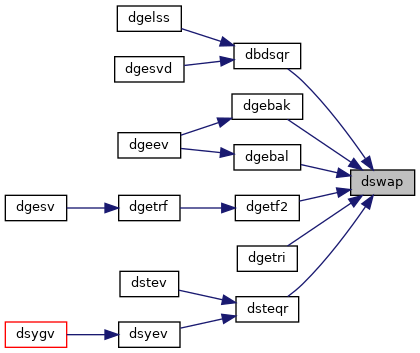 dgelss
dbdsqr
dgesvd
dgebak
dgeev
dgebal
dswap
dgesv
dgetrf
dgetf2
dgetri
dstev
dsteqr
dsygv
dsyev